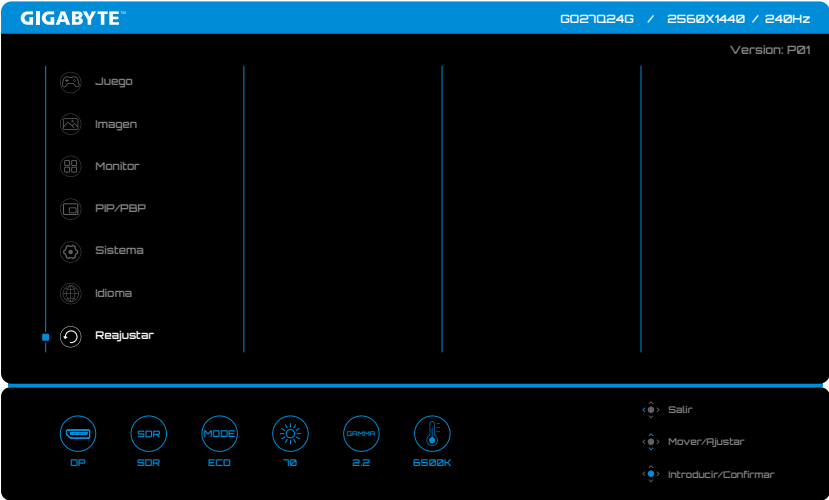 GIGABYTE™ GO27Q24G / 2560X1440 / 240Hz
Version: P01
Juego
Imagen
Monitor
PIP/PBP
Sistema
Idioma
Reajustar
SDR MODE GAMMA
DP SDR ECO 70 2.2 6500K
Salir
Mover/Ajustar
Introducir/Confirmar